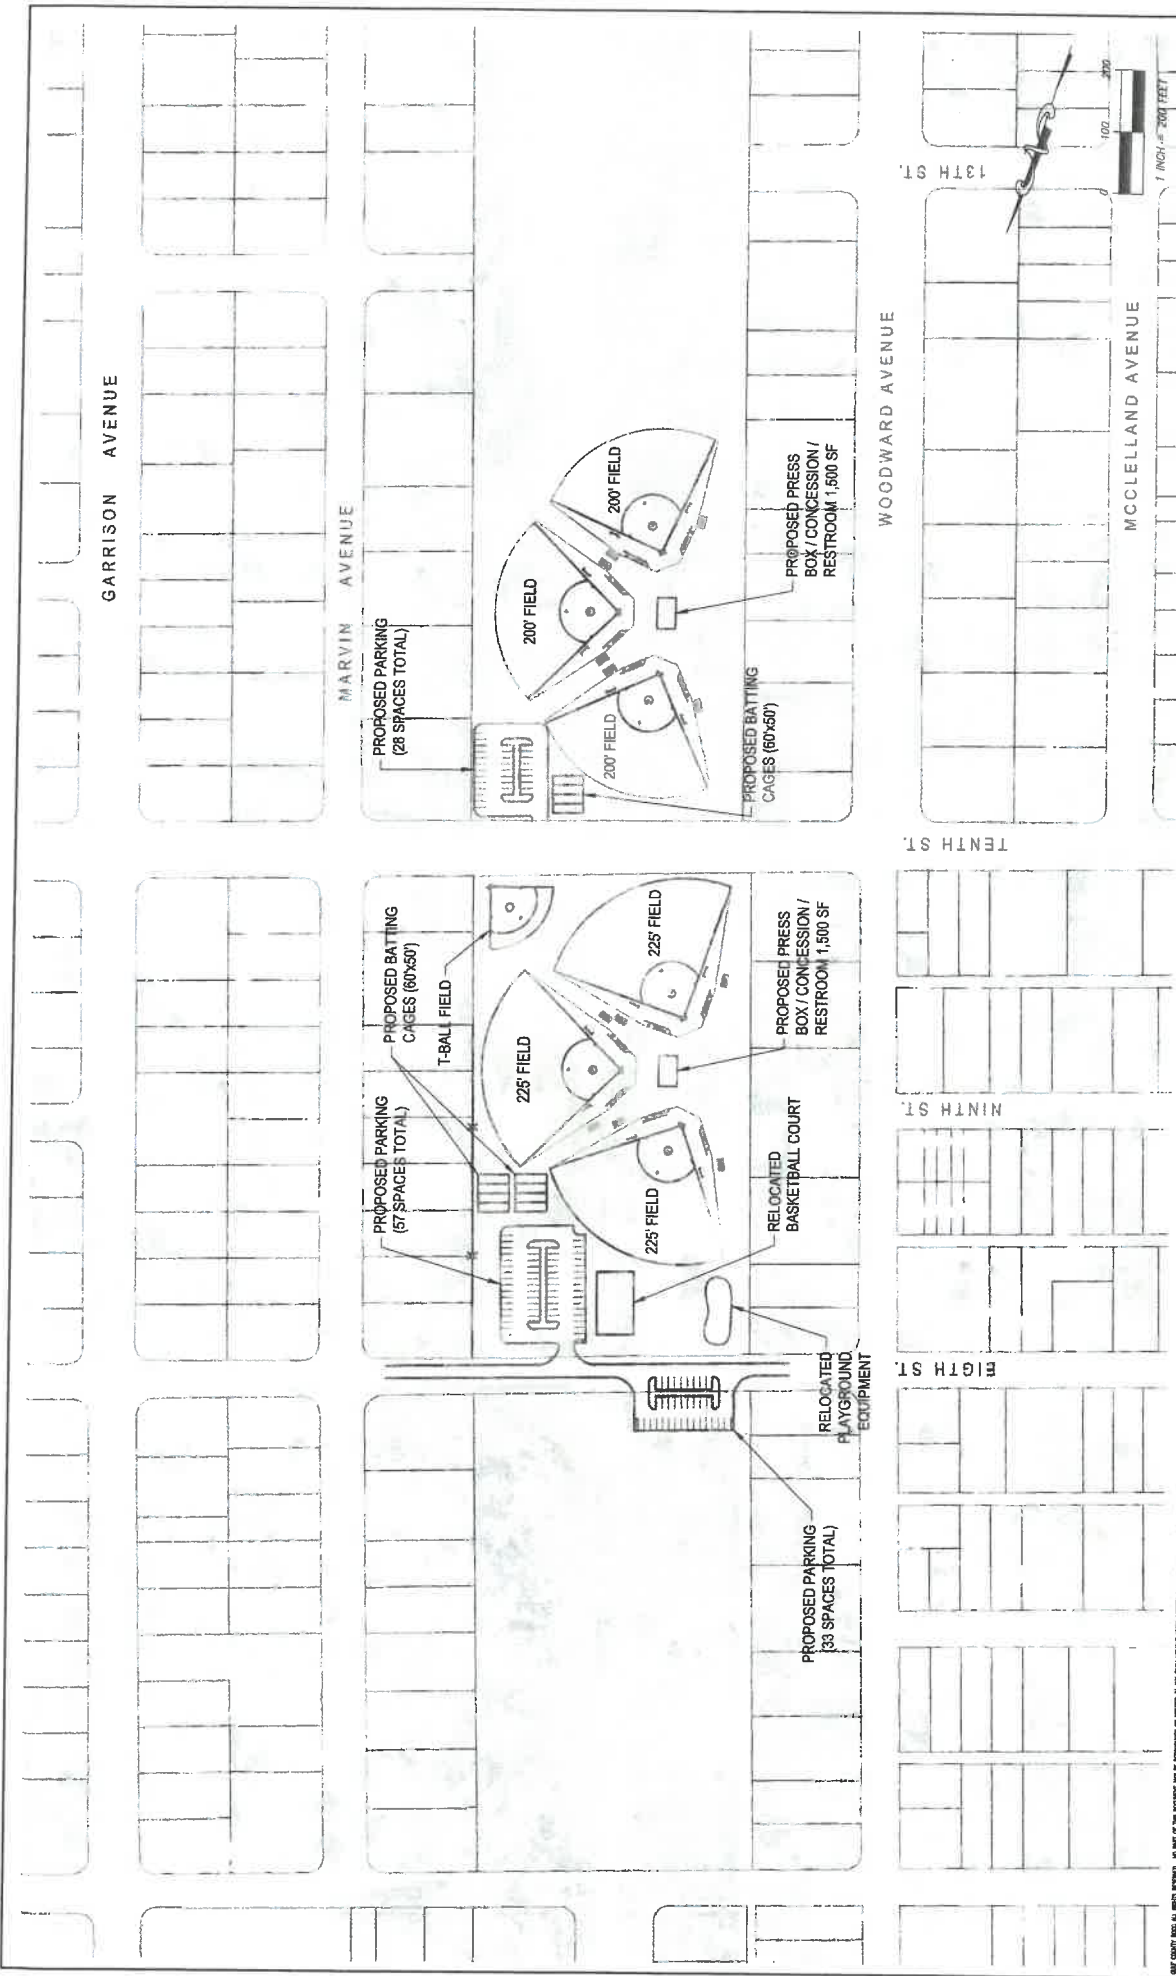 GARRISON AVENUE
MARVIN AVENUE
WOODWARD AVENUE
MCCLELLAND AVENUE
13TH ST.
TENTH ST.
NINTH ST.
EIGTH ST.
PROPOSED PARKING
(57 SPACES TOTAL)
PROPOSED BATTING
CAGES (60'x50')
T-BALL FIELD
225' FIELD
225' FIELD
225' FIELD
PROPOSED PRESS
BOX / CONCESSION /
RESTROOM 1,500 SF
RELOCATED
BASKETBALL COURT
RELOCATED
PLAYGROUND
EQUIPMENT
PROPOSED PARKING
(33 SPACES TOTAL)
PROPOSED PARKING
(28 SPACES TOTAL)
200' FIELD
200' FIELD
200' FIELD
PROPOSED BATTING
CAGES (60'x50')
PROPOSED PRESS
BOX / CONCESSION /
RESTROOM 1,500 SF
0 100 200
1 INCH = 200 FEET